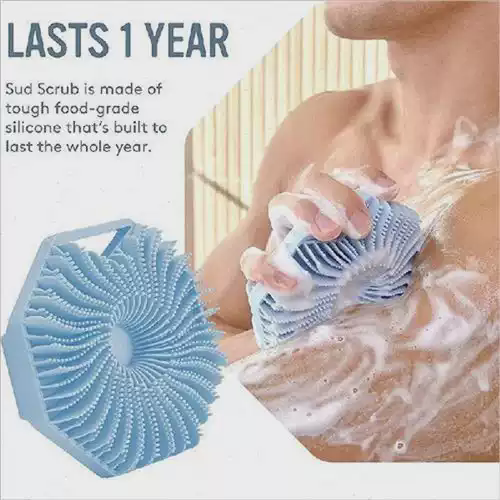 LASTS 1 YEAR
Sud Scrub is made of
tough food-grade
silicone that's built to
last the whole year.